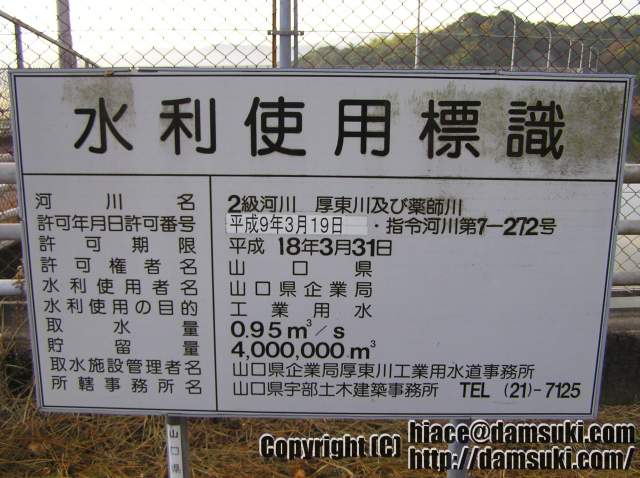 水利使用標識
河川名 2級河川 厚東川及び薬師川
許可年月日許可番号 平成9年3月19日・指令河川第7-272号
許可期限 平成18年3月31日
許可権者名 山口県
水利使用者名 山口県企業局
水利使用の目的 工業用水
取水量 0.95m³/s
貯留量 4,000,000m³
取水施設管理者名 山口県企業局厚東川工業用水道事務所
所轄事務所名 山口県宇部土木建築事務所 TEL (21)-7125
山口県
Copyright (C) hiace@damsuki.com
http://damsuki.com/